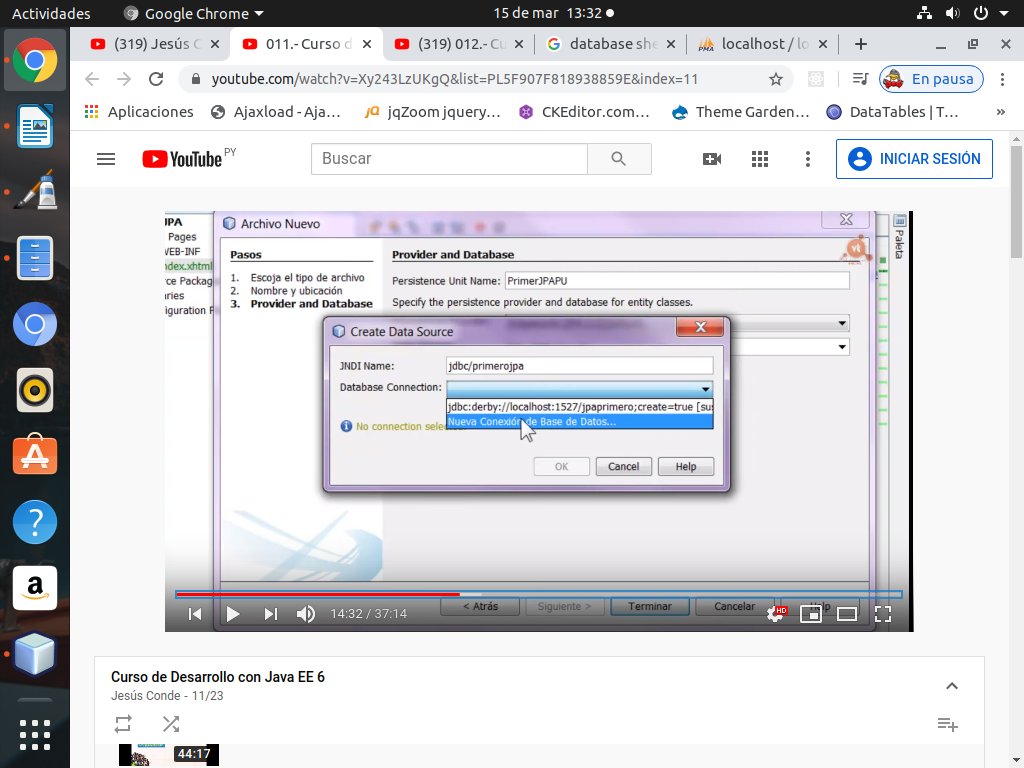 Actividades
Google Chrome
15 de mar 13:32
(319) Jesús C
011.- Curso d
(319) 012.- Cu
database she
localhost / lo
youtube.com/watch?v=Xy243LzUKgQ&list=PL5F907F818938859E&index=11
En pausa
Aplicaciones
Ajaxload - Aja...
jqZoom jquery...
CKEditor.com...
Theme Garden...
DataTables | T...
»
YouTube PY
Buscar
INICIAR SESIÓN
JPA
Pages
WEB-INF
index.xhtml
rce Packag
aries
figuration F
Archivo Nuevo
Paleta
Pasos
1. Escoja el tipo de archivo
2. Nombre y ubicación
3. Provider and Database
Provider and Database
Persistence Unit Name: PrimerJPAPU
Specify the persistence provider and database for entity classes.
Create Data Source
JNDI Name: jdbc/primerojpa
Database Connection:
jdbc:derby://localhost:1527/jpaprimero;create=true [sus
Nueva Conexión de Base de Datos...
No connection selec
OK
Cancel
Help
< Atrás
Siguiente >
Terminar
Cancelar
Help
14:32 / 37:14
HD
Curso de Desarrollo con Java EE 6
Jesús Conde - 11/23
44:17